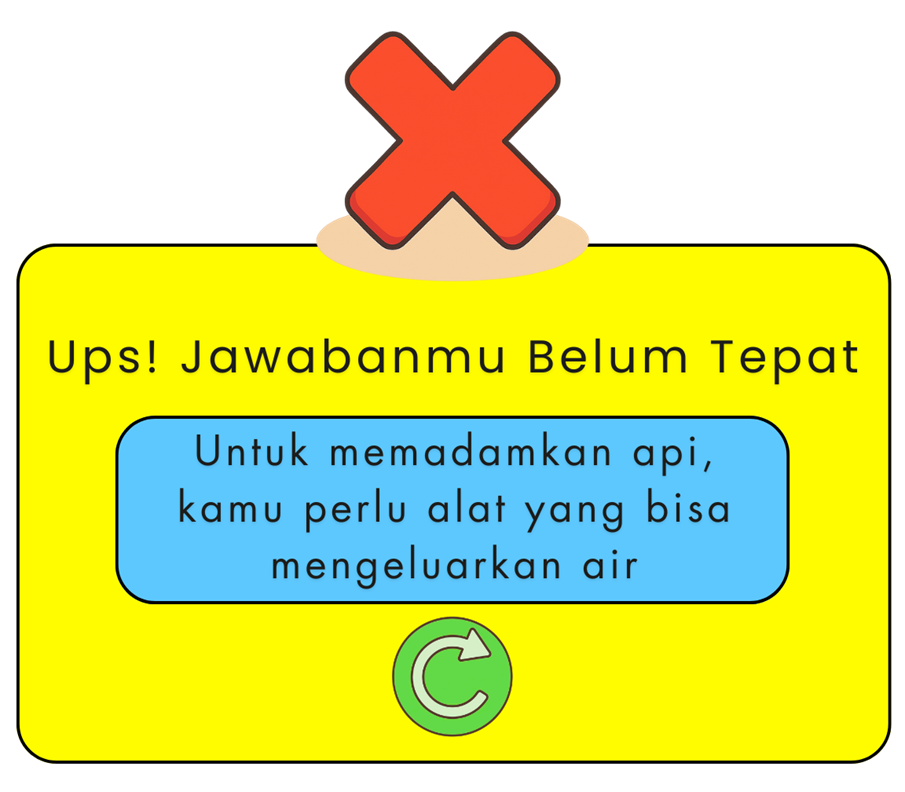 Ups! Jawabanmu Belum Tepat
Untuk memadamkan api,
kamu perlu alat yang bisa
mengeluarkan air